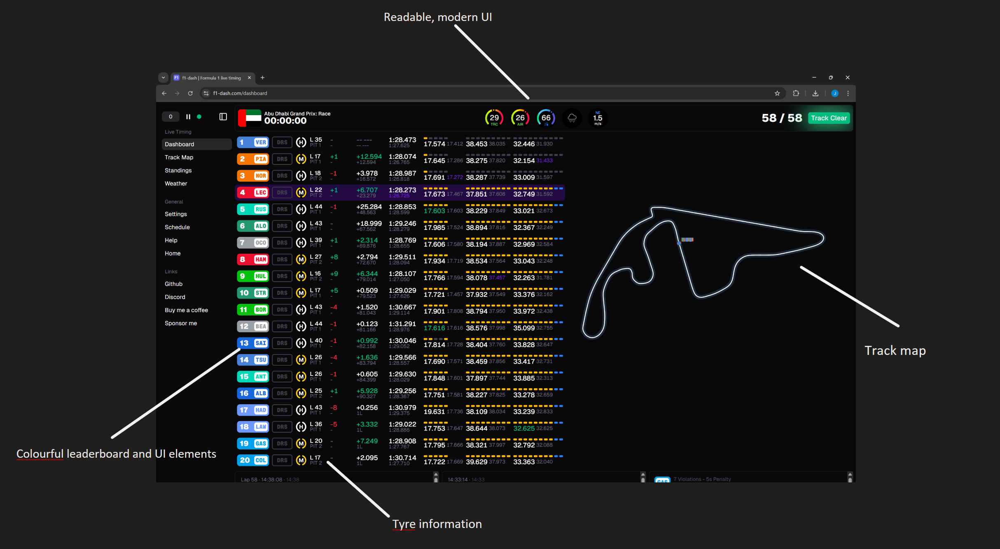 Readable, modern UI
f1-dash | Formula 1 live timing
f1-dash.com/dashboard
J
0
Live Timing
Dashboard
Track Map
Standings
Weather
General
Settings
Schedule
Help
Home
Links
Github
Discord
Buy me a coffee
Sponsor me
Abu Dhabi Grand Prix: Race
00:00:00
29 TRC
26 AIR
66
NE 1.5 m/s
58 / 58 Track Clear
1 VER DRS H L 35 PIT 1 - - -- --- -- --- 1:28.473 1:27.625 17.574 17.412 38.453 38.035 32.446 31.930
2 PIA DRS M L 17 PIT 1 +1 - +12.594 +12.594 1:28.074 1:26.765 17.645 17.286 38.275 37.820 32.154 31.433
3 NOR DRS H L 18 PIT 2 -1 - +3.978 +16.572 1:28.987 1:26.818 17.691 17.272 38.287 37.739 33.009 31.597
4 LEC DRS M L 22 PIT 2 +1 - +6.707 +23.279 1:28.273 1:26.725 17.673 17.467 37.851 37.608 32.749 31.592
5 RUS DRS H L 44 PIT 1 -1 - +25.284 +48.563 1:28.853 1:28.599 17.603 17.603 38.229 37.849 33.021 32.673
6 ALO DRS H L 43 PIT 1 - - +18.999 +67.562 1:29.246 1:28.279 17.985 17.524 38.894 37.816 32.367 32.249
7 OCO DRS H L 39 PIT 1 +1 - +2.314 +69.876 1:28.769 1:28.655 17.606 17.580 38.194 37.887 32.969 32.584
8 HAM DRS M L 27 PIT 2 +8 - +2.794 +72.670 1:29.511 1:28.094 17.934 17.719 38.534 37.564 33.043 32.248
9 HUL DRS M L 16 PIT 2 +9 - +6.344 +79.014 1:28.107 1:27.050 17.766 17.594 38.078 37.457 32.263 31.781
10 STR DRS M L 17 PIT 1 +5 - +0.509 +79.523 1:29.029 1:27.626 17.721 17.457 37.932 37.549 33.376 32.162
11 BOR DRS H L 43 PIT 1 -4 - +1.520 +81.043 1:30.667 1:29.114 17.901 17.808 38.794 37.950 33.972 32.438
12 BEA DRS H L 44 PIT 1 -1 - +0.123 +81.166 1:31.291 1:28.976 17.616 17.616 38.576 37.998 35.099 32.755
13 SAI DRS H L 40 PIT 1 -1 - +0.992 +82.158 1:30.046 1:29.052 17.814 17.728 38.404 37.760 33.828 32.647
14 TSU DRS M L 26 PIT 1 -4 - +1.636 +83.794 1:29.566 1:28.557 17.690 17.571 38.459 37.856 33.417 32.731
15 ANT DRS M L 26 PIT 1 -1 - +0.605 +84.399 1:29.630 1:28.029 17.848 17.601 37.897 37.744 33.885 32.313
16 ALB DRS M L 25 PIT 2 +1 - +5.928 +90.327 1:29.256 1:28.367 17.751 17.581 38.227 37.825 33.278 32.659
17 HAD DRS H L 43 PIT 1 -8 - +0.256 1L 1:30.979 1:29.375 19.631 17.736 38.109 38.034 33.239 32.833
18 LAW DRS H L 36 PIT 1 -5 - +3.332 1L 1:29.022 1:28.886 17.753 17.647 38.644 38.073 32.625 32.625
19 GAS DRS M L 20 PIT 2 - - +7.249 1L 1:28.908 1:27.767 17.795 17.666 38.321 37.997 32.792 32.088
20 COL DRS M L 17 PIT 2 - - +2.095 1L 1:30.714 1:27.710 17.722 17.669 39.629 37.973 33.363 32.040
Lap 58 · 14:38:08 · 14:38
14:33:14 · 14:33
GAS 7 Violations - 5s Penalty
Track map
Colourful leaderboard and UI elements
Tyre information